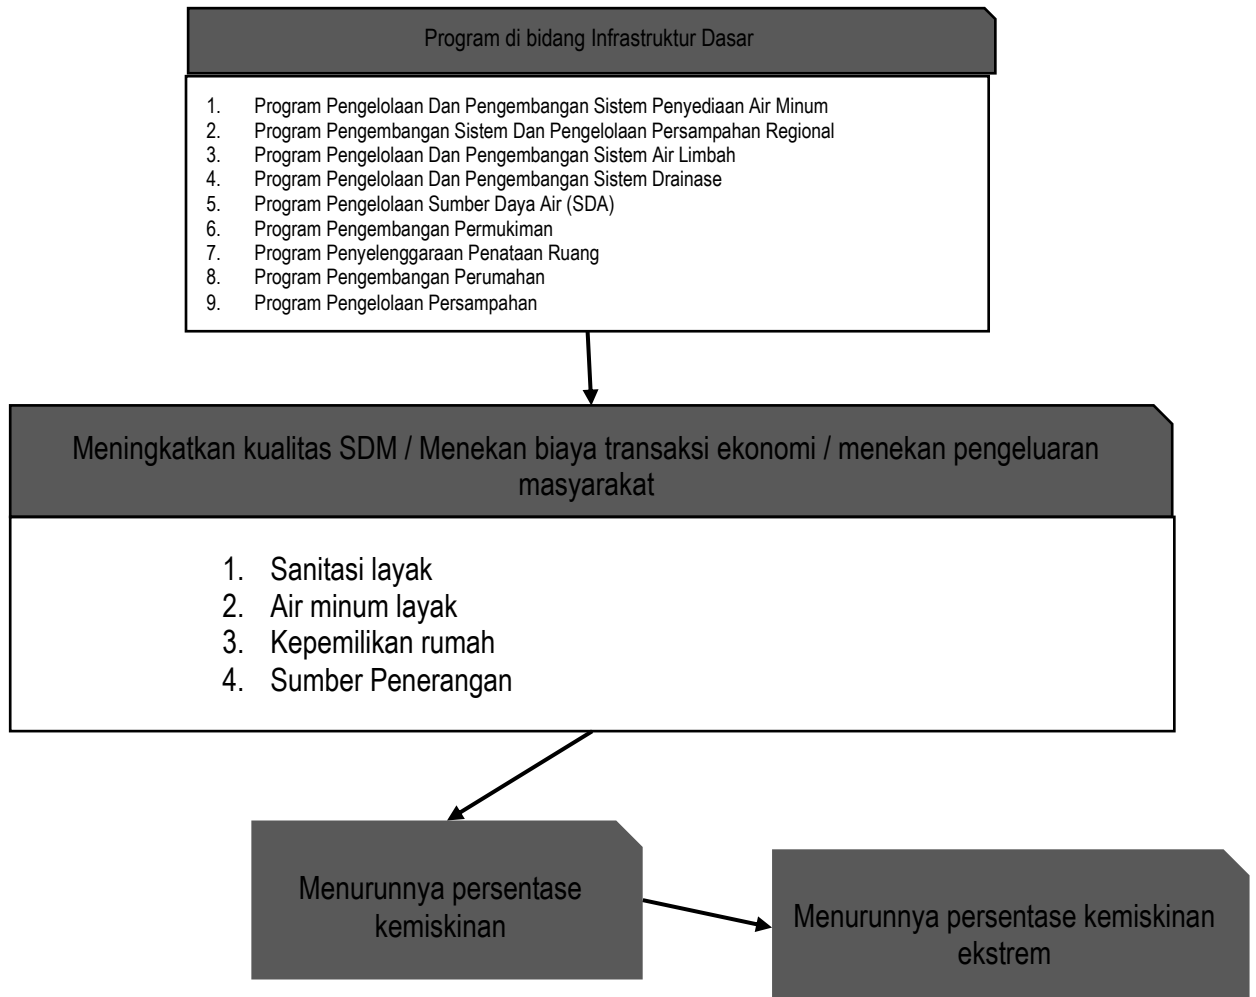 Program di bidang Infrastruktur Dasar
1. Program Pengelolaan Dan Pengembangan Sistem Penyediaan Air Minum
2. Program Pengembangan Sistem Dan Pengelolaan Persampahan Regional
3. Program Pengelolaan Dan Pengembangan Sistem Air Limbah
4. Program Pengelolaan Dan Pengembangan Sistem Drainase
5. Program Pengelolaan Sumber Daya Air (SDA)
6. Program Pengembangan Permukiman
7. Program Penyelenggaraan Penataan Ruang
8. Program Pengembangan Perumahan
9. Program Pengelolaan Persampahan
Meningkatkan kualitas SDM / Menekan biaya transaksi ekonomi / menekan pengeluaran
masyarakat
1. Sanitasi layak
2. Air minum layak
3. Kepemilikan rumah
4. Sumber Penerangan
Menurunnya persentase
kemiskinan
Menurunnya persentase kemiskinan
ekstrem